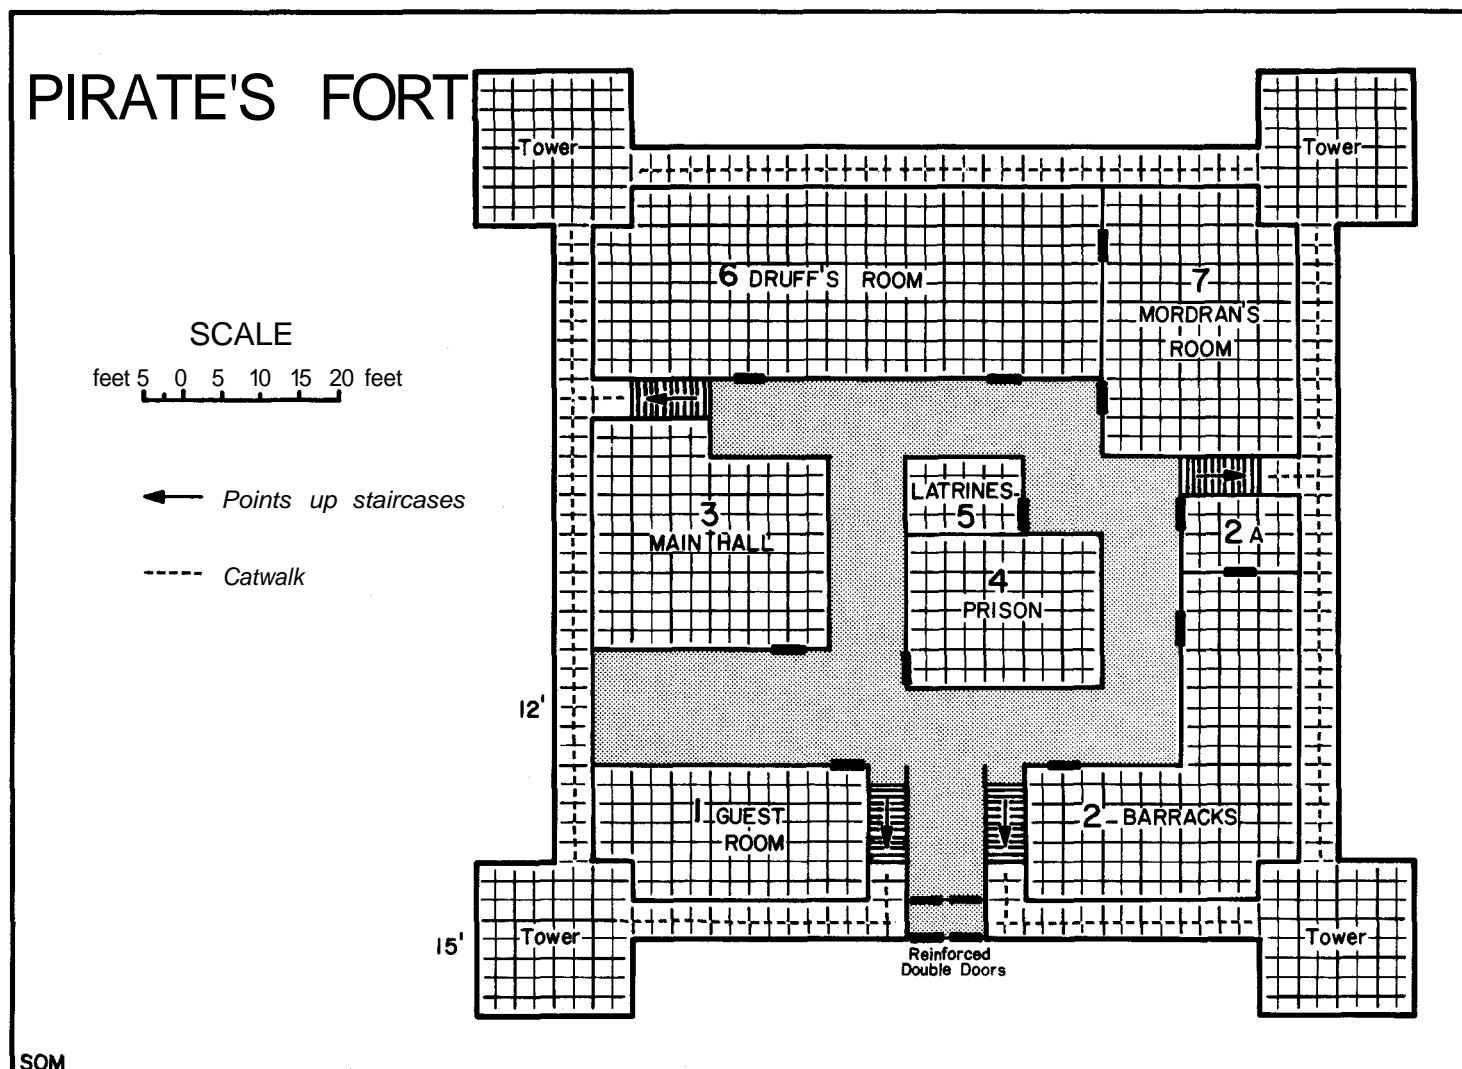 PIRATE'S FORT
Tower
Tower
6 DRUFF'S ROOM
7
MORDRAN'S
ROOM
SCALE
feet 5 0 5 10 15 20 feet
Points up staircases
Catwalk
3
MAIN HALL
LATRINES
5
2 A
4
PRISON
12'
1 GUEST
ROOM
2 BARRACKS
15'
Tower
Reinforced
Double Doors
Tower
SOM